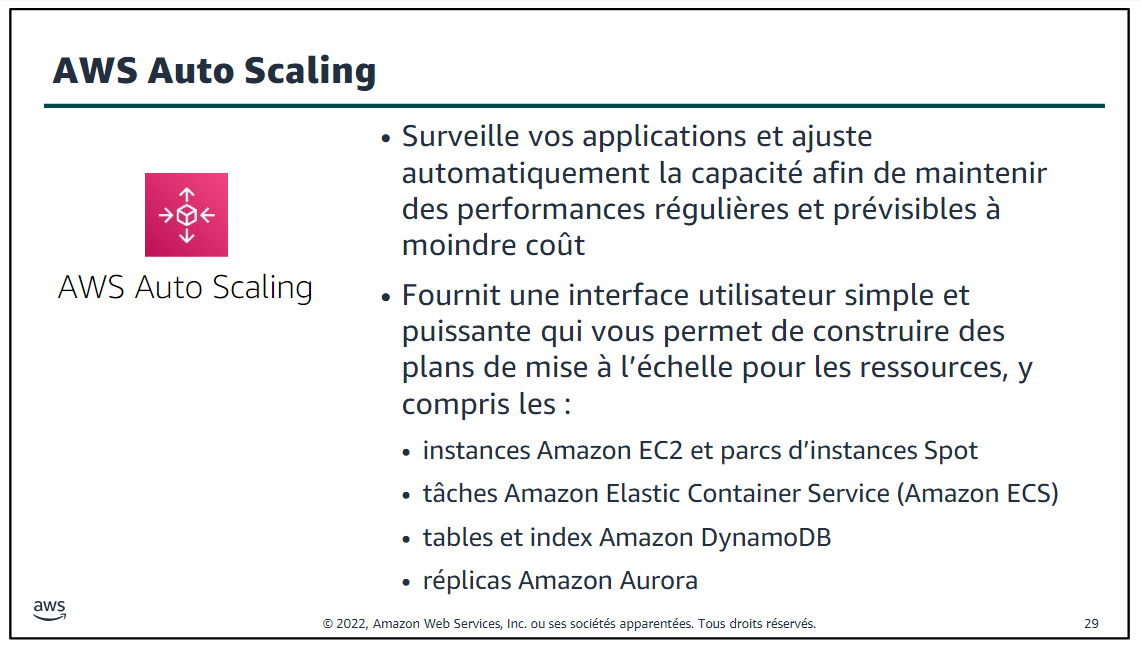 AWS Auto Scaling
AWS Auto Scaling
• Surveille vos applications et ajuste
automatiquement la capacité afin de maintenir
des performances régulières et prévisibles à
moindre coût
• Fournit une interface utilisateur simple et
puissante qui vous permet de construire des
plans de mise à l’échelle pour les ressources, y
compris les :
• instances Amazon EC2 et parcs d’instances Spot
• tâches Amazon Elastic Container Service (Amazon ECS)
• tables et index Amazon DynamoDB
• réplicas Amazon Aurora
aws
© 2022, Amazon Web Services, Inc. ou ses sociétés apparentées. Tous droits réservés.
29